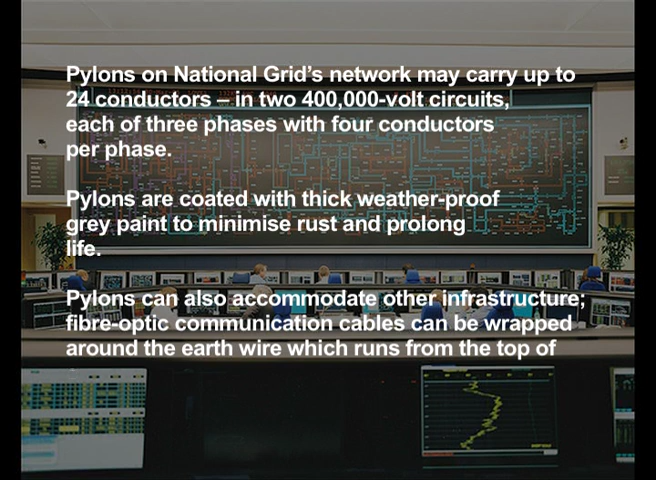 Pylons on National Grid's network may carry up to
24 conductors – in two 400,000-volt circuits,
each of three phases with four conductors
per phase.
Pylons are coated with thick weather-proof
grey paint to minimise rust and prolong
life.
Pylons can also accommodate other infrastructure;
fibre-optic communication cables can be wrapped
around the earth wire which runs from the top of